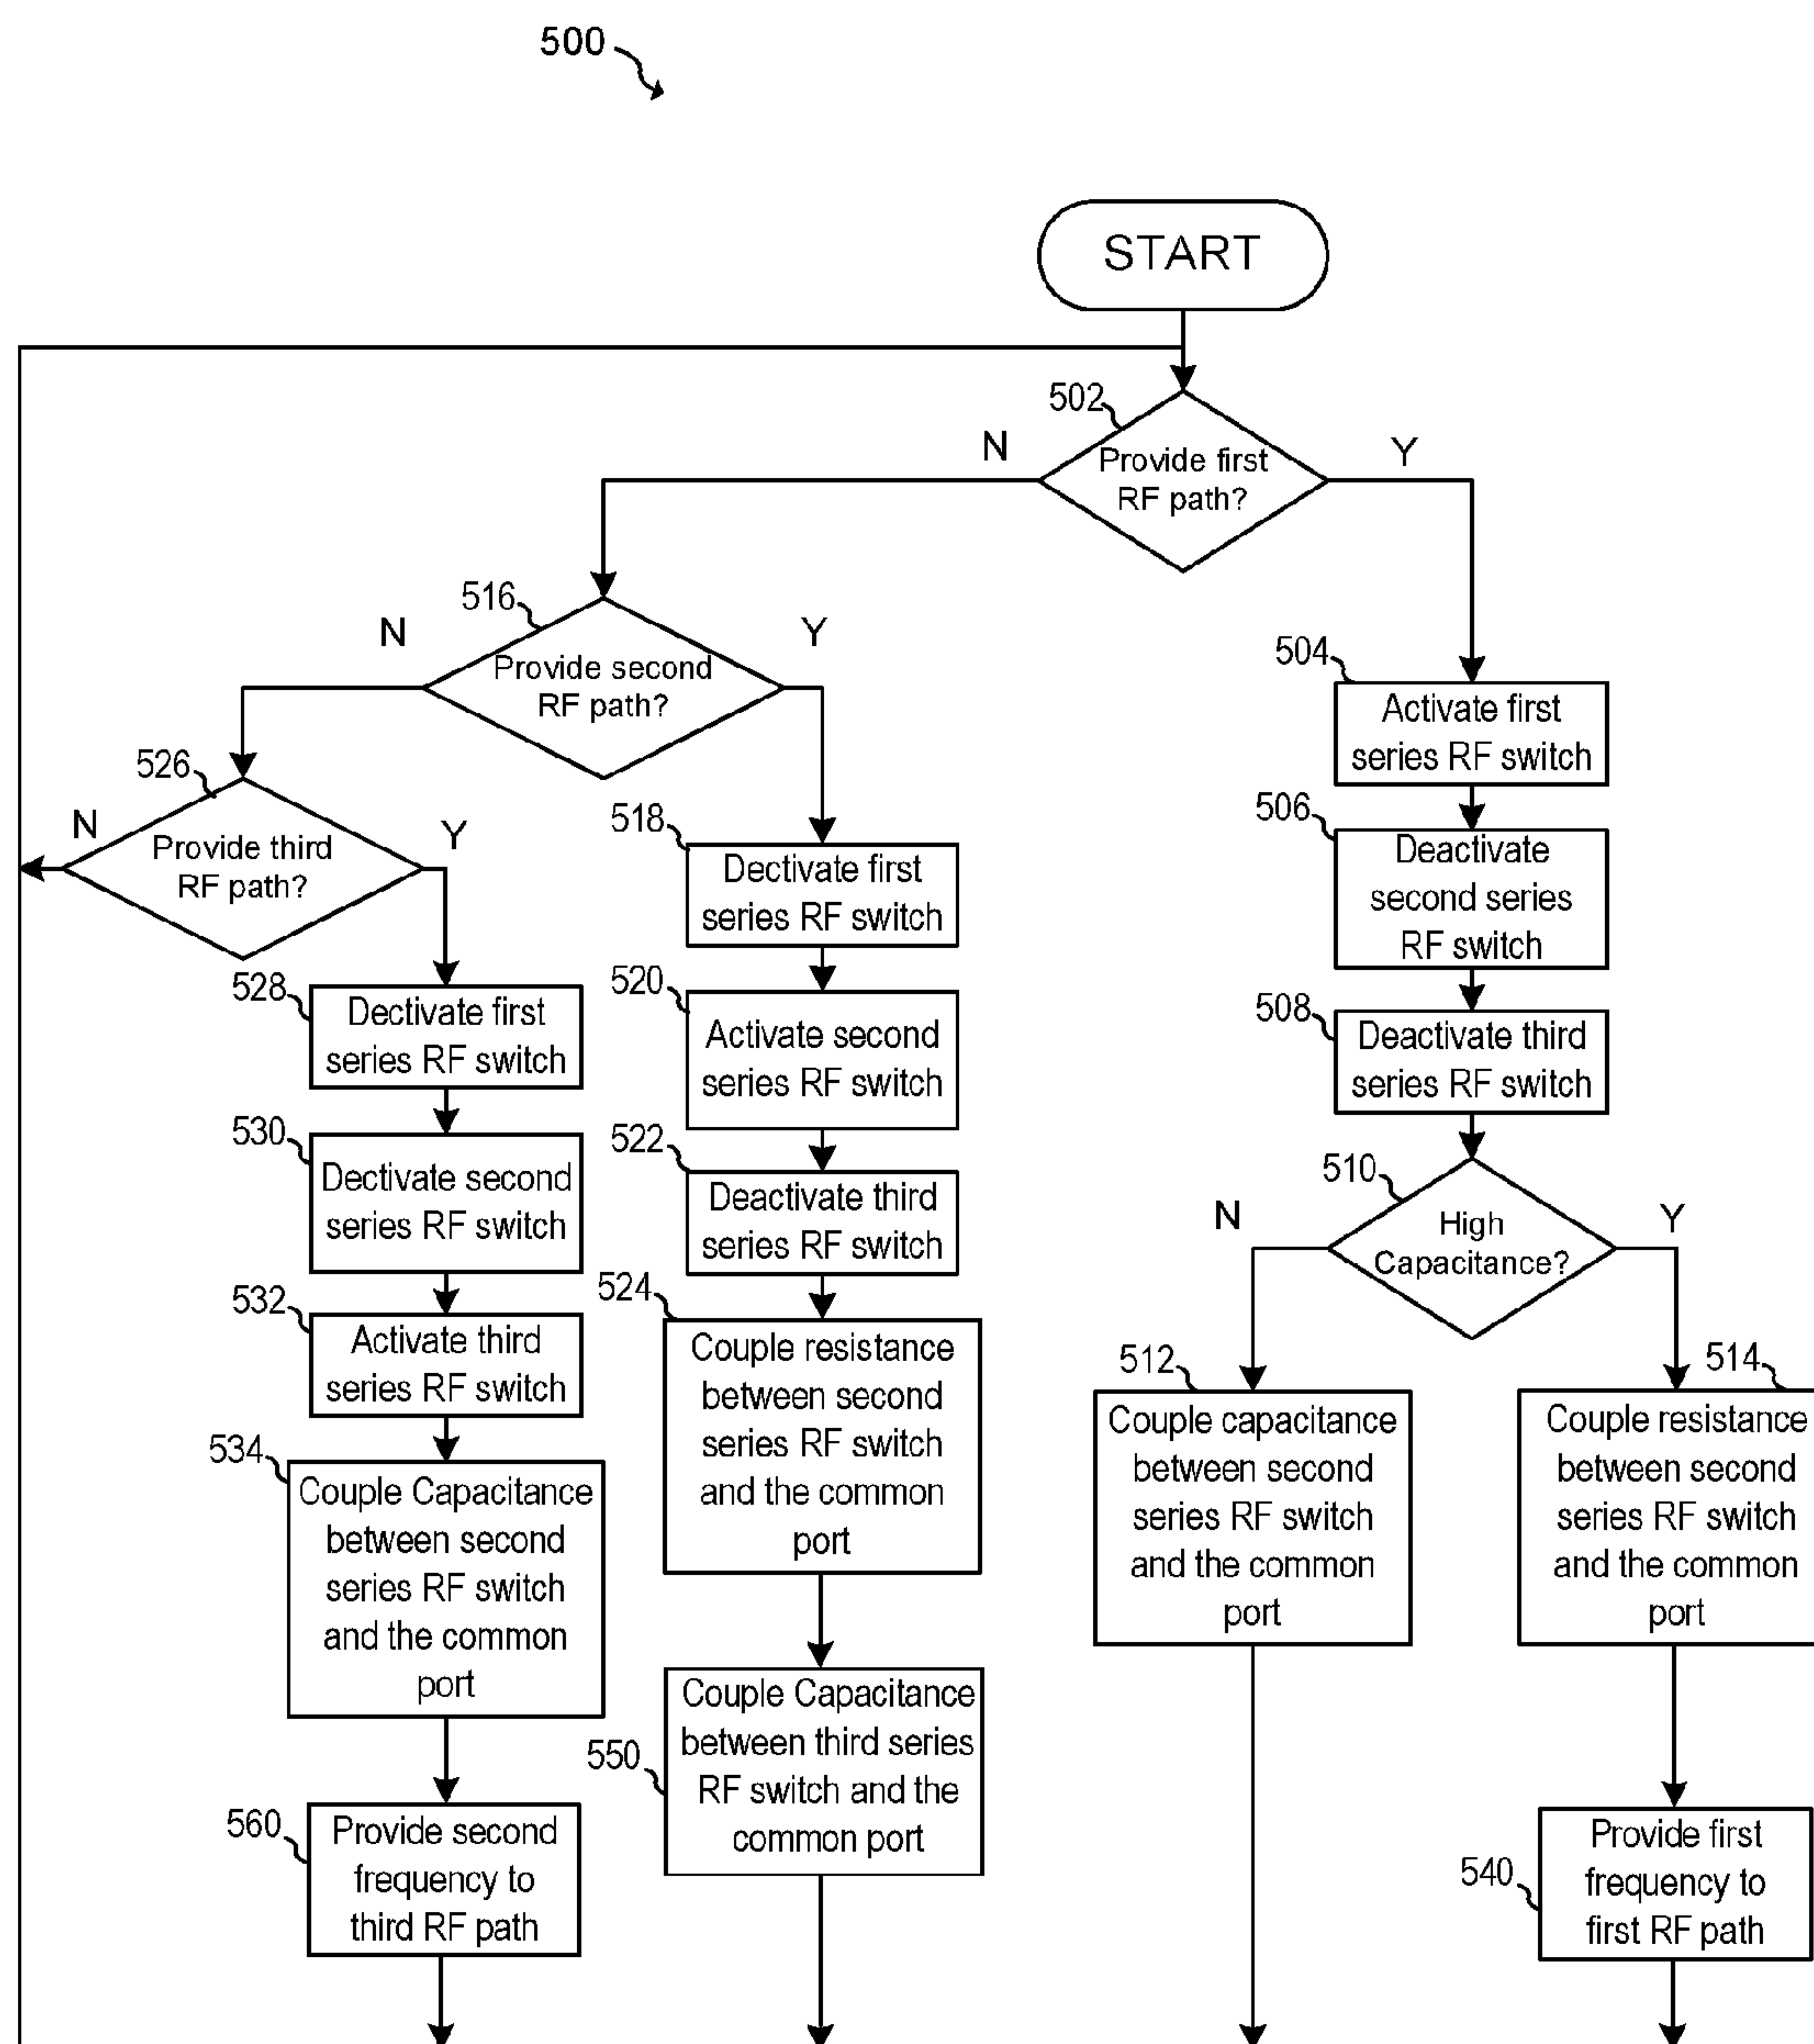 500
START
502
Provide first
RF path?
N
Y
516
Provide second
RF path?
N
Y
526
Provide third
RF path?
N
Y
504
Activate first
series RF switch
506
Deactivate
second series
RF switch
508
Deactivate third
series RF switch
510
High
Capacitance?
N
Y
512
Couple capacitance
between second
series RF switch
and the common
port
514
Couple resistance
between second
series RF switch
and the common
port
540
Provide first
frequency to
first RF path
518
Dectivate first
series RF switch
520
Activate second
series RF switch
522
Deactivate third
series RF switch
524
Couple resistance
between second
series RF switch
and the common
port
550
Couple Capacitance
between third series
RF switch and the
common port
528
Dectivate first
series RF switch
530
Dectivate second
series RF switch
532
Activate third
series RF switch
534
Couple Capacitance
between second
series RF switch
and the common
port
560
Provide second
frequency to
third RF path